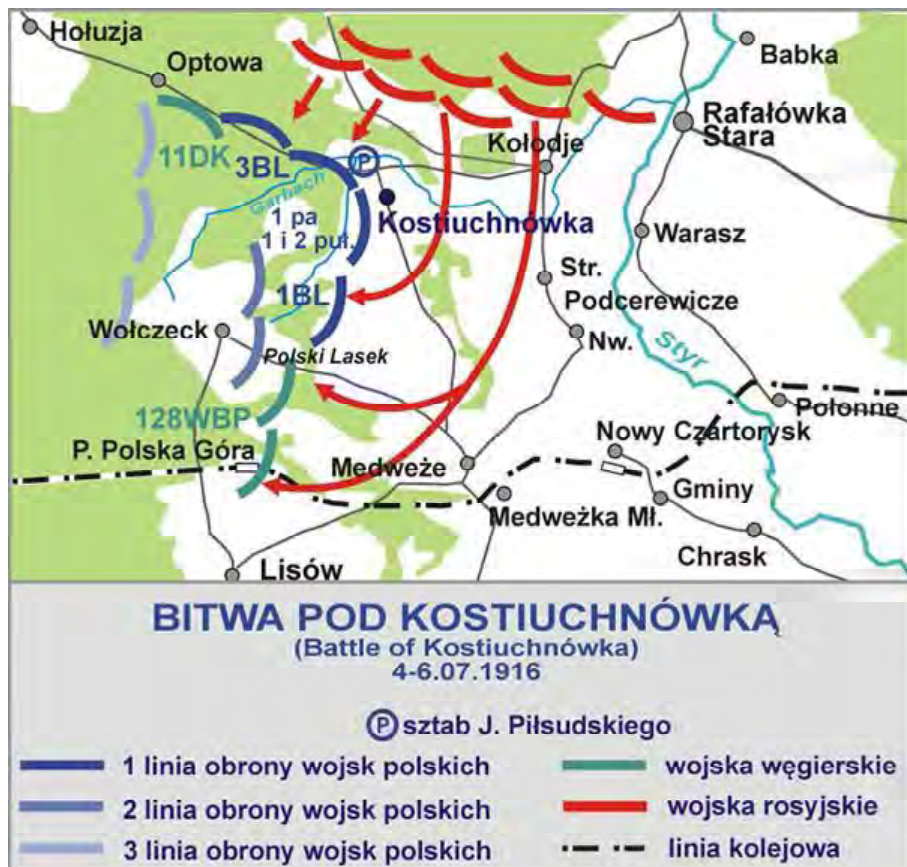 Hołuzja
Optowa
Babka
Rafałówka
Stara
11DK
3BL
P
Kołodje
Garbach
1 pa
1 i 2 puł.
Kostiuchnówka
Warasz
1BL
Str.
Podcerewicze
Nw.
Wołczeck
Polski Lasek
Styr
128WBP
Połonne
P. Polska Góra
Medweże
Nowy Czartorysk
Gminy
Medweżka Mł.
Chrask
Lisów
BITWA POD KOSTIUCHNÓWKĄ
(Battle of Kostiuchnówka)
4-6.07.1916
P sztab J. Piłsudskiego
1 linia obrony wojsk polskich
wojska węgierskie
2 linia obrony wojsk polskich
wojska rosyjskie
3 linia obrony wojsk polskich
linia kolejowa